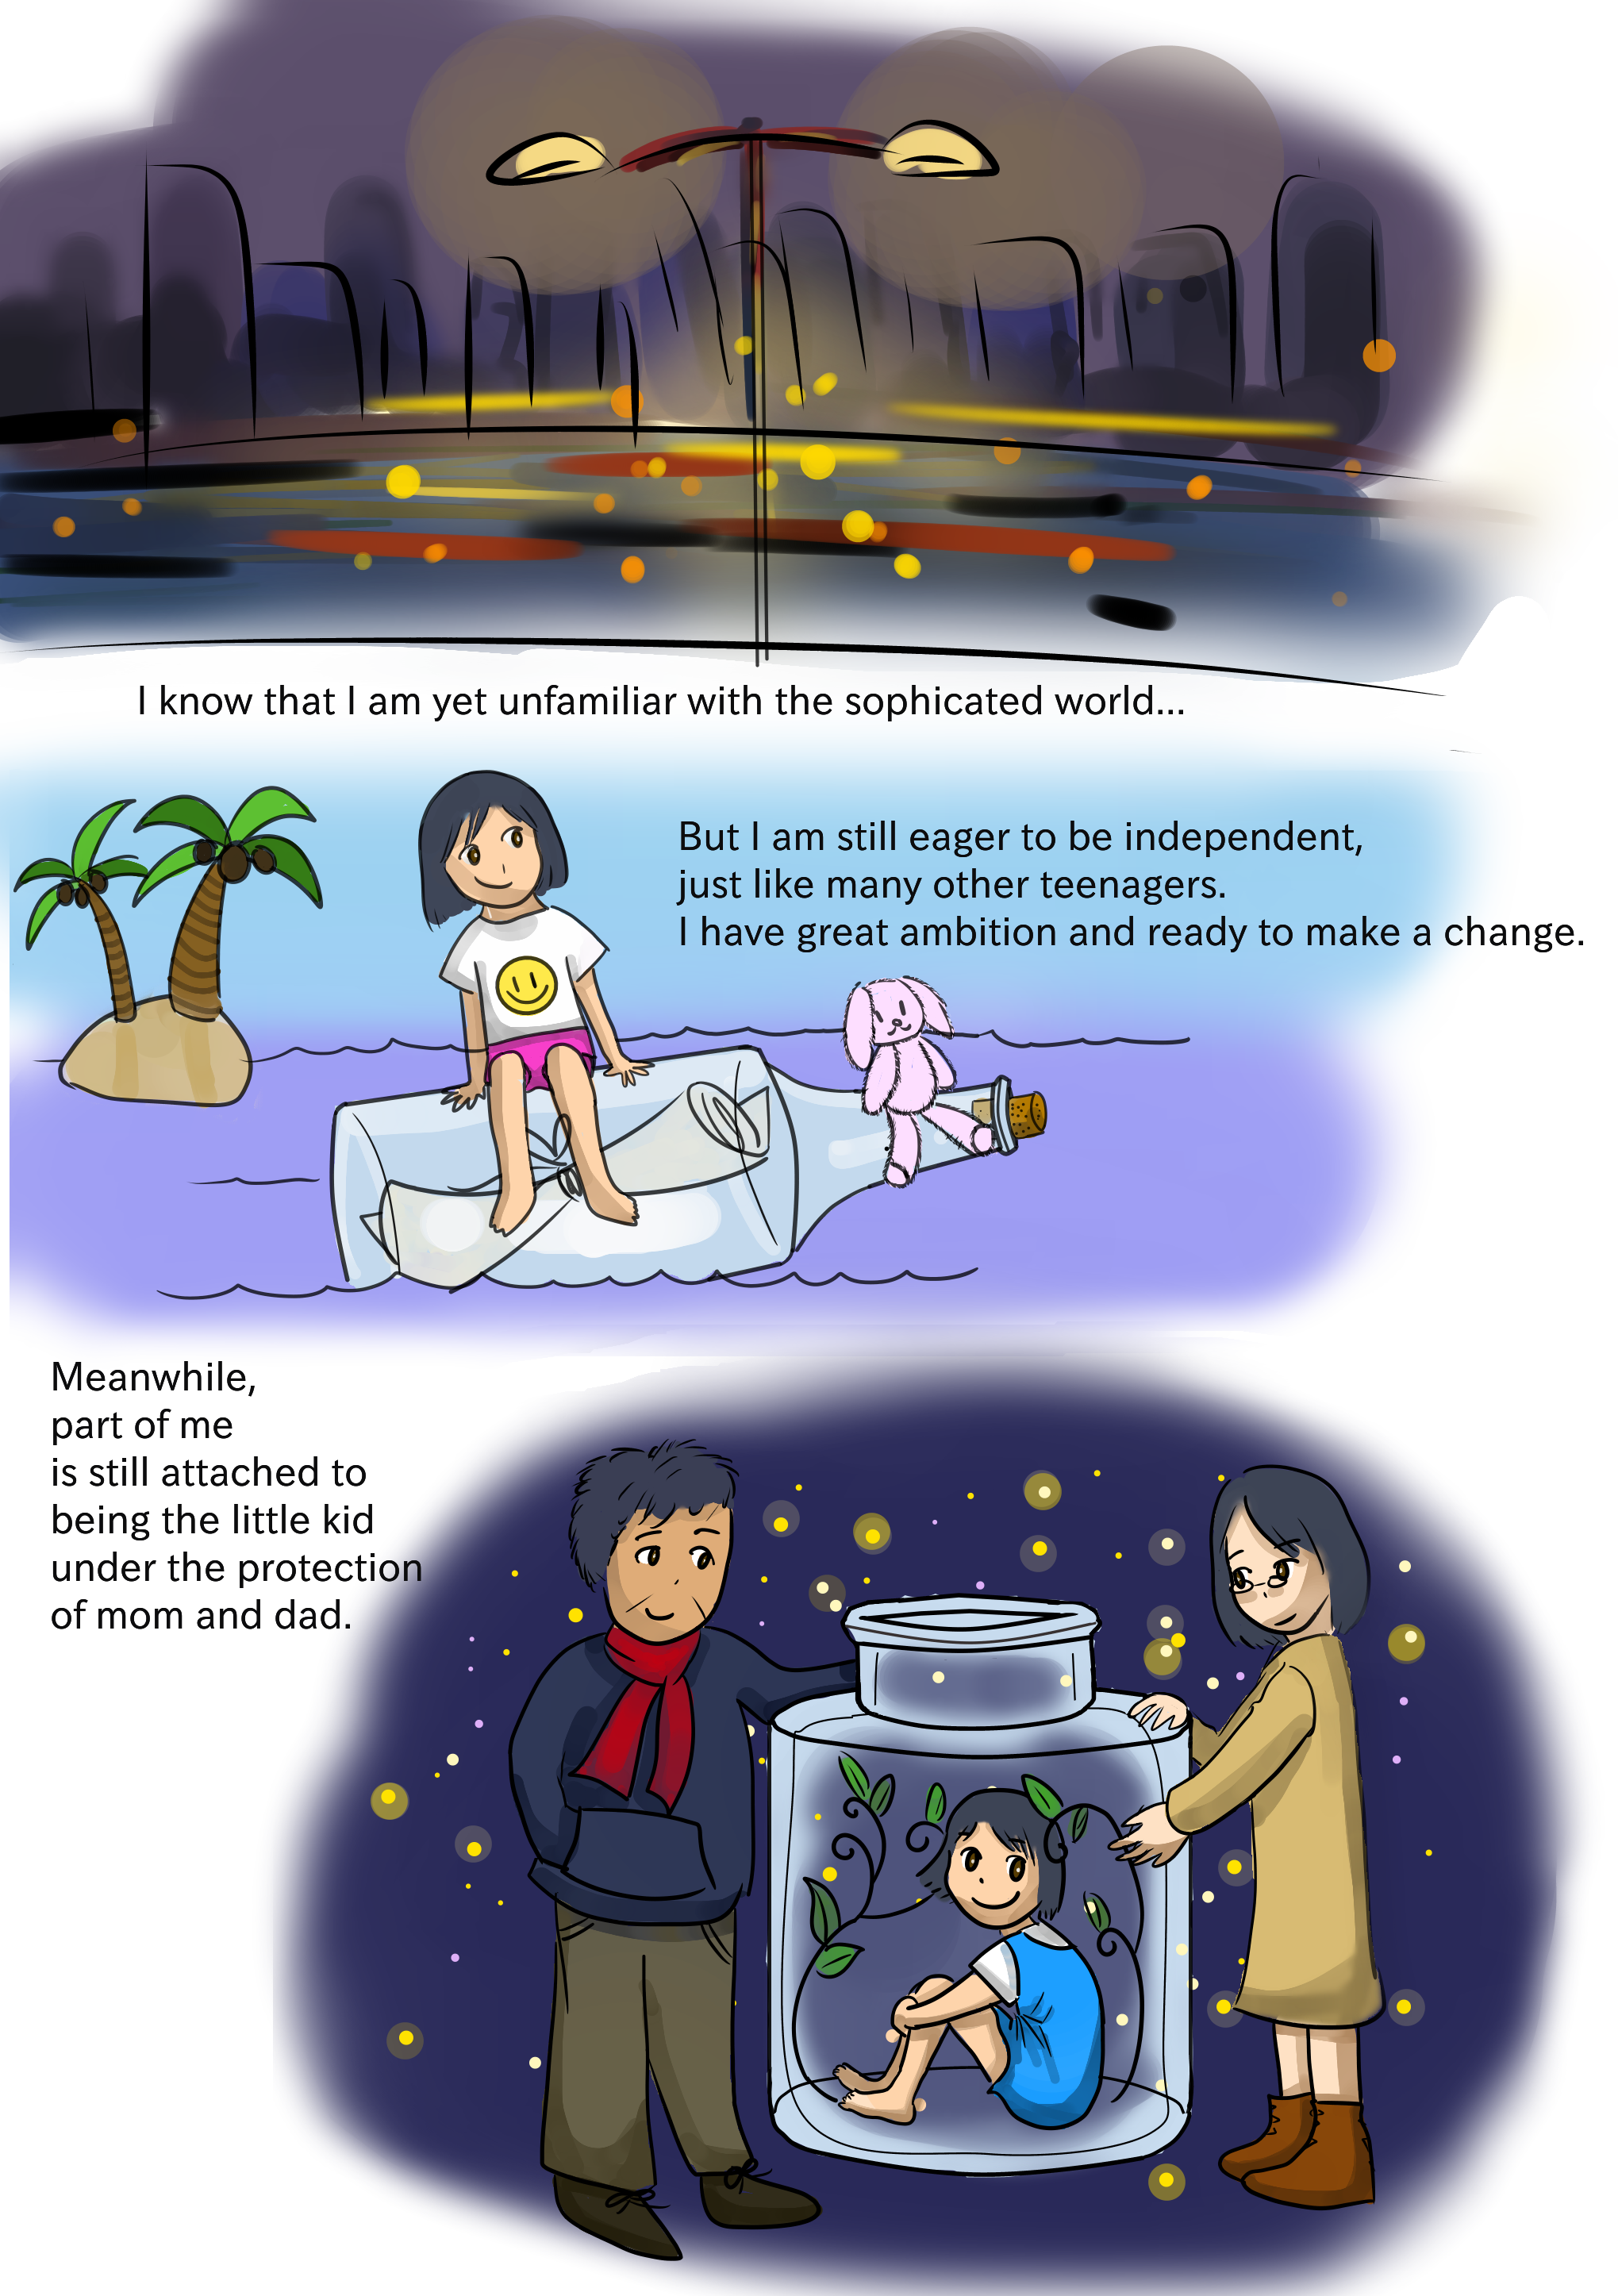 I know that I am yet unfamiliar with the sophicated world...
But I am still eager to be independent,
just like many other teenagers.
I have great ambition and ready to make a change.
Meanwhile,
part of me
is still attached to
being the little kid
under the protection
of mom and dad.